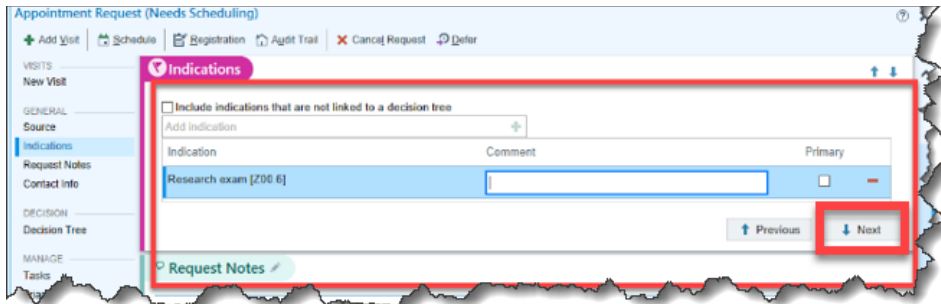 Appointment Request (Needs Scheduling)
Add Visit Schedule Registration Audit Trail Cancel Request Defer
VISITS
New Visit
GENERAL
Source
Indications
Request Notes
Contact Info
DECISION
Decision Tree
MANAGE
Tasks
Indications
Include indications that are not linked to a decision tree
Add indication
Indication Comment Primary
Research exam [Z00.6]
Previous Next
Request Notes